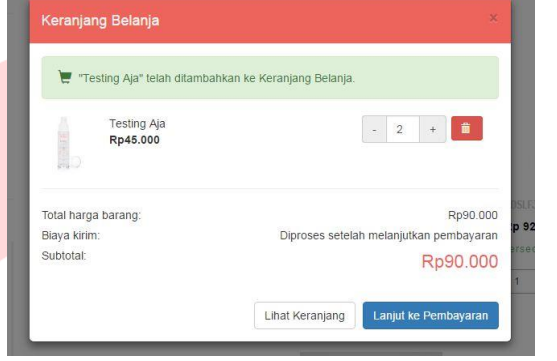 Keranjang Belanja
×
"Testing Aja" telah ditambahkan ke Keranjang Belanja.
Testing Aja
Rp45.000
- 2 +
Total harga barang: Rp90.000
Biaya kirim: Diproses setelah melanjutkan pembayaran
Subtotal: Rp90.000
Lihat Keranjang Lanjut ke Pembayaran
1